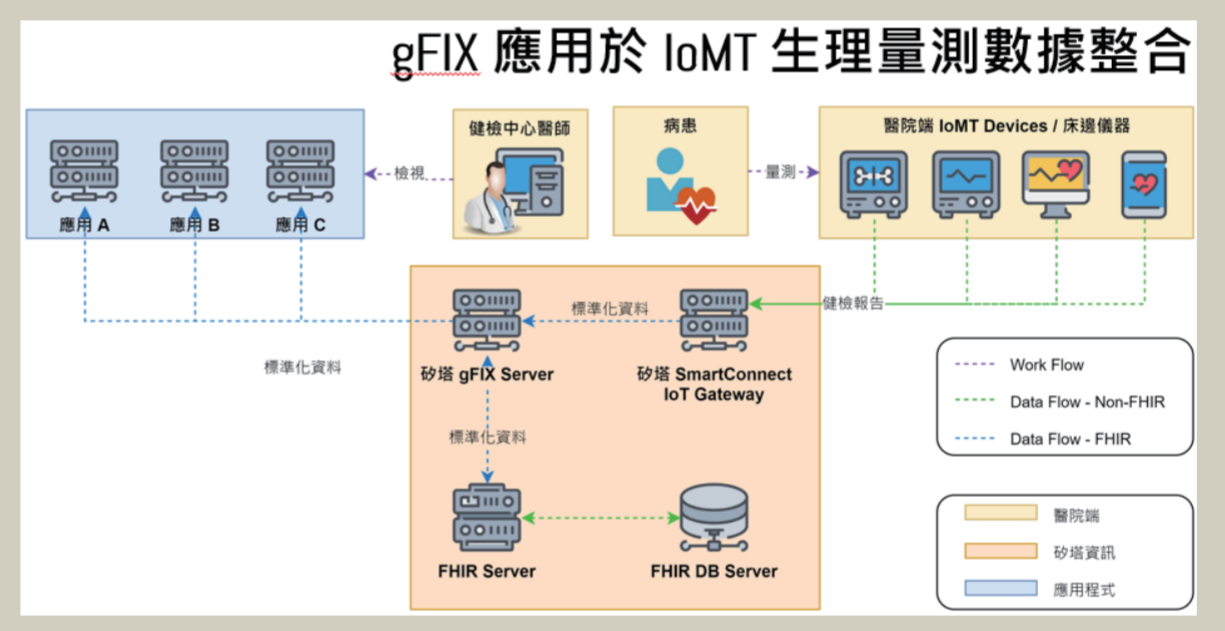 gFIX 應用於 IoMT 生理量測數據整合
應用 A
應用 B
應用 C
檢視
健檢中心醫師
病患
量測
醫院端 IoMT Devices / 床邊儀器
標準化資料
健檢報告
矽塔 gFIX Server
矽塔 SmartConnect
IoT Gateway
標準化資料
標準化資料
FHIR Server
FHIR DB Server
Work Flow
Data Flow - Non-FHIR
Data Flow - FHIR
醫院端
矽塔資訊
應用程式